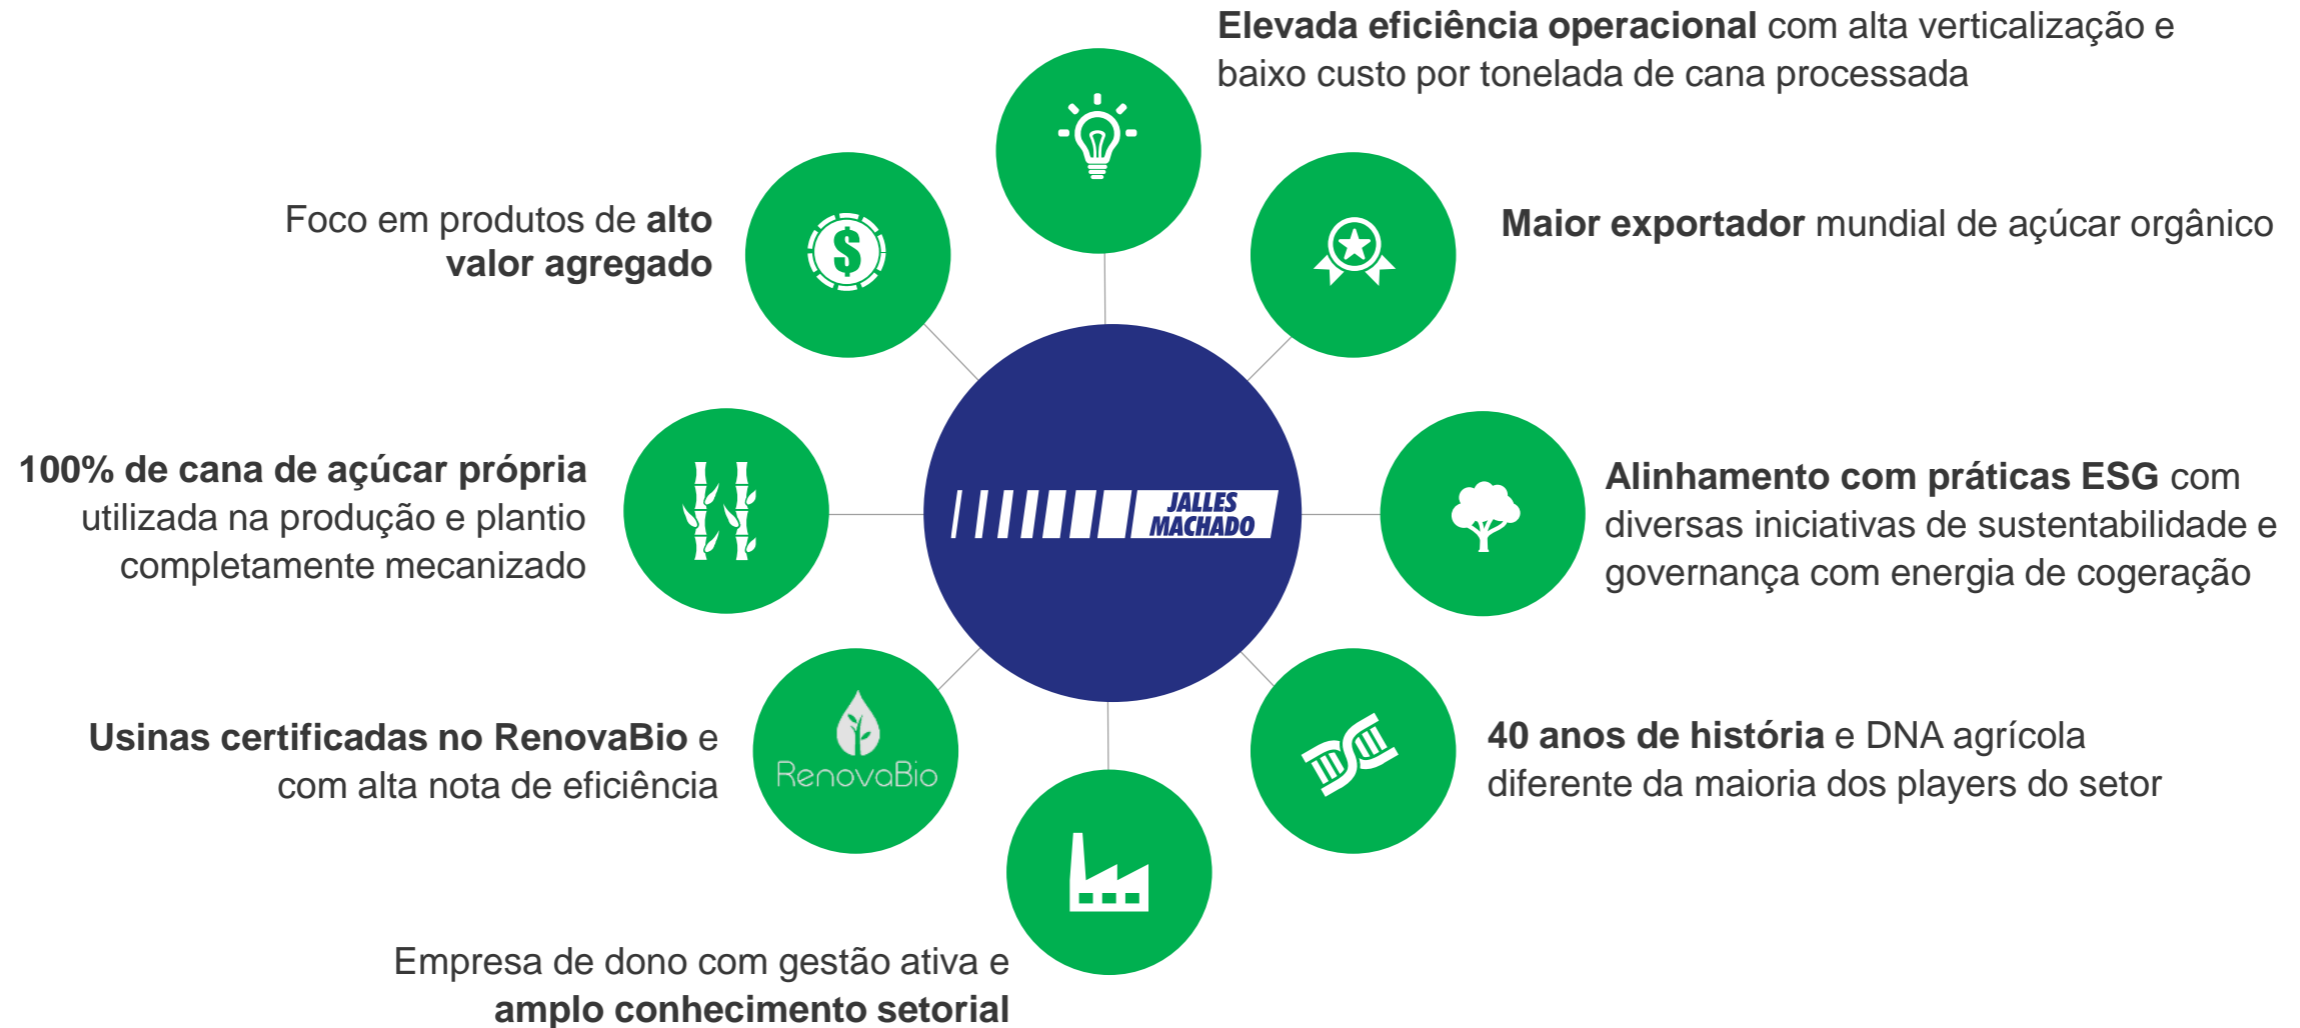 Elevada eficiência operacional com alta verticalização e
baixo custo por tonelada de cana processada
Foco em produtos de alto
valor agregado
$
Maior exportador mundial de açúcar orgânico
100% de cana de açúcar própria
utilizada na produção e plantio
completamente mecanizado
JALLES
MACHADO
Alinhamento com práticas ESG com
diversas iniciativas de sustentabilidade e
governança com energia de cogeração
Usinas certificadas no RenovaBio e
com alta nota de eficiência
RenovaBio
40 anos de história e DNA agrícola
diferente da maioria dos players do setor
Empresa de dono com gestão ativa e
amplo conhecimento setorial